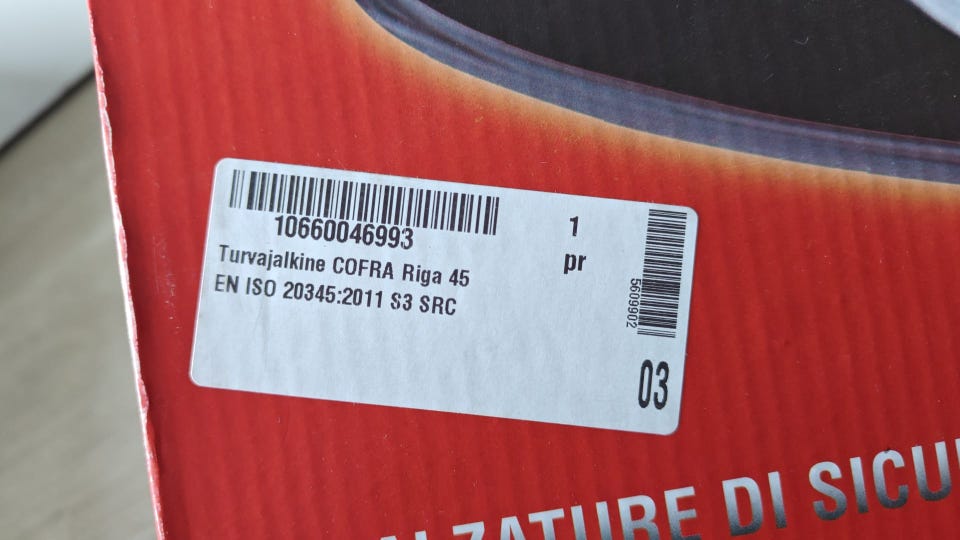 10660046993
Turvajalkine COFRA Riga 45
EN ISO 20345:2011 S3 SRC
1
pr
5609902
03
ALZATURE DI SICU